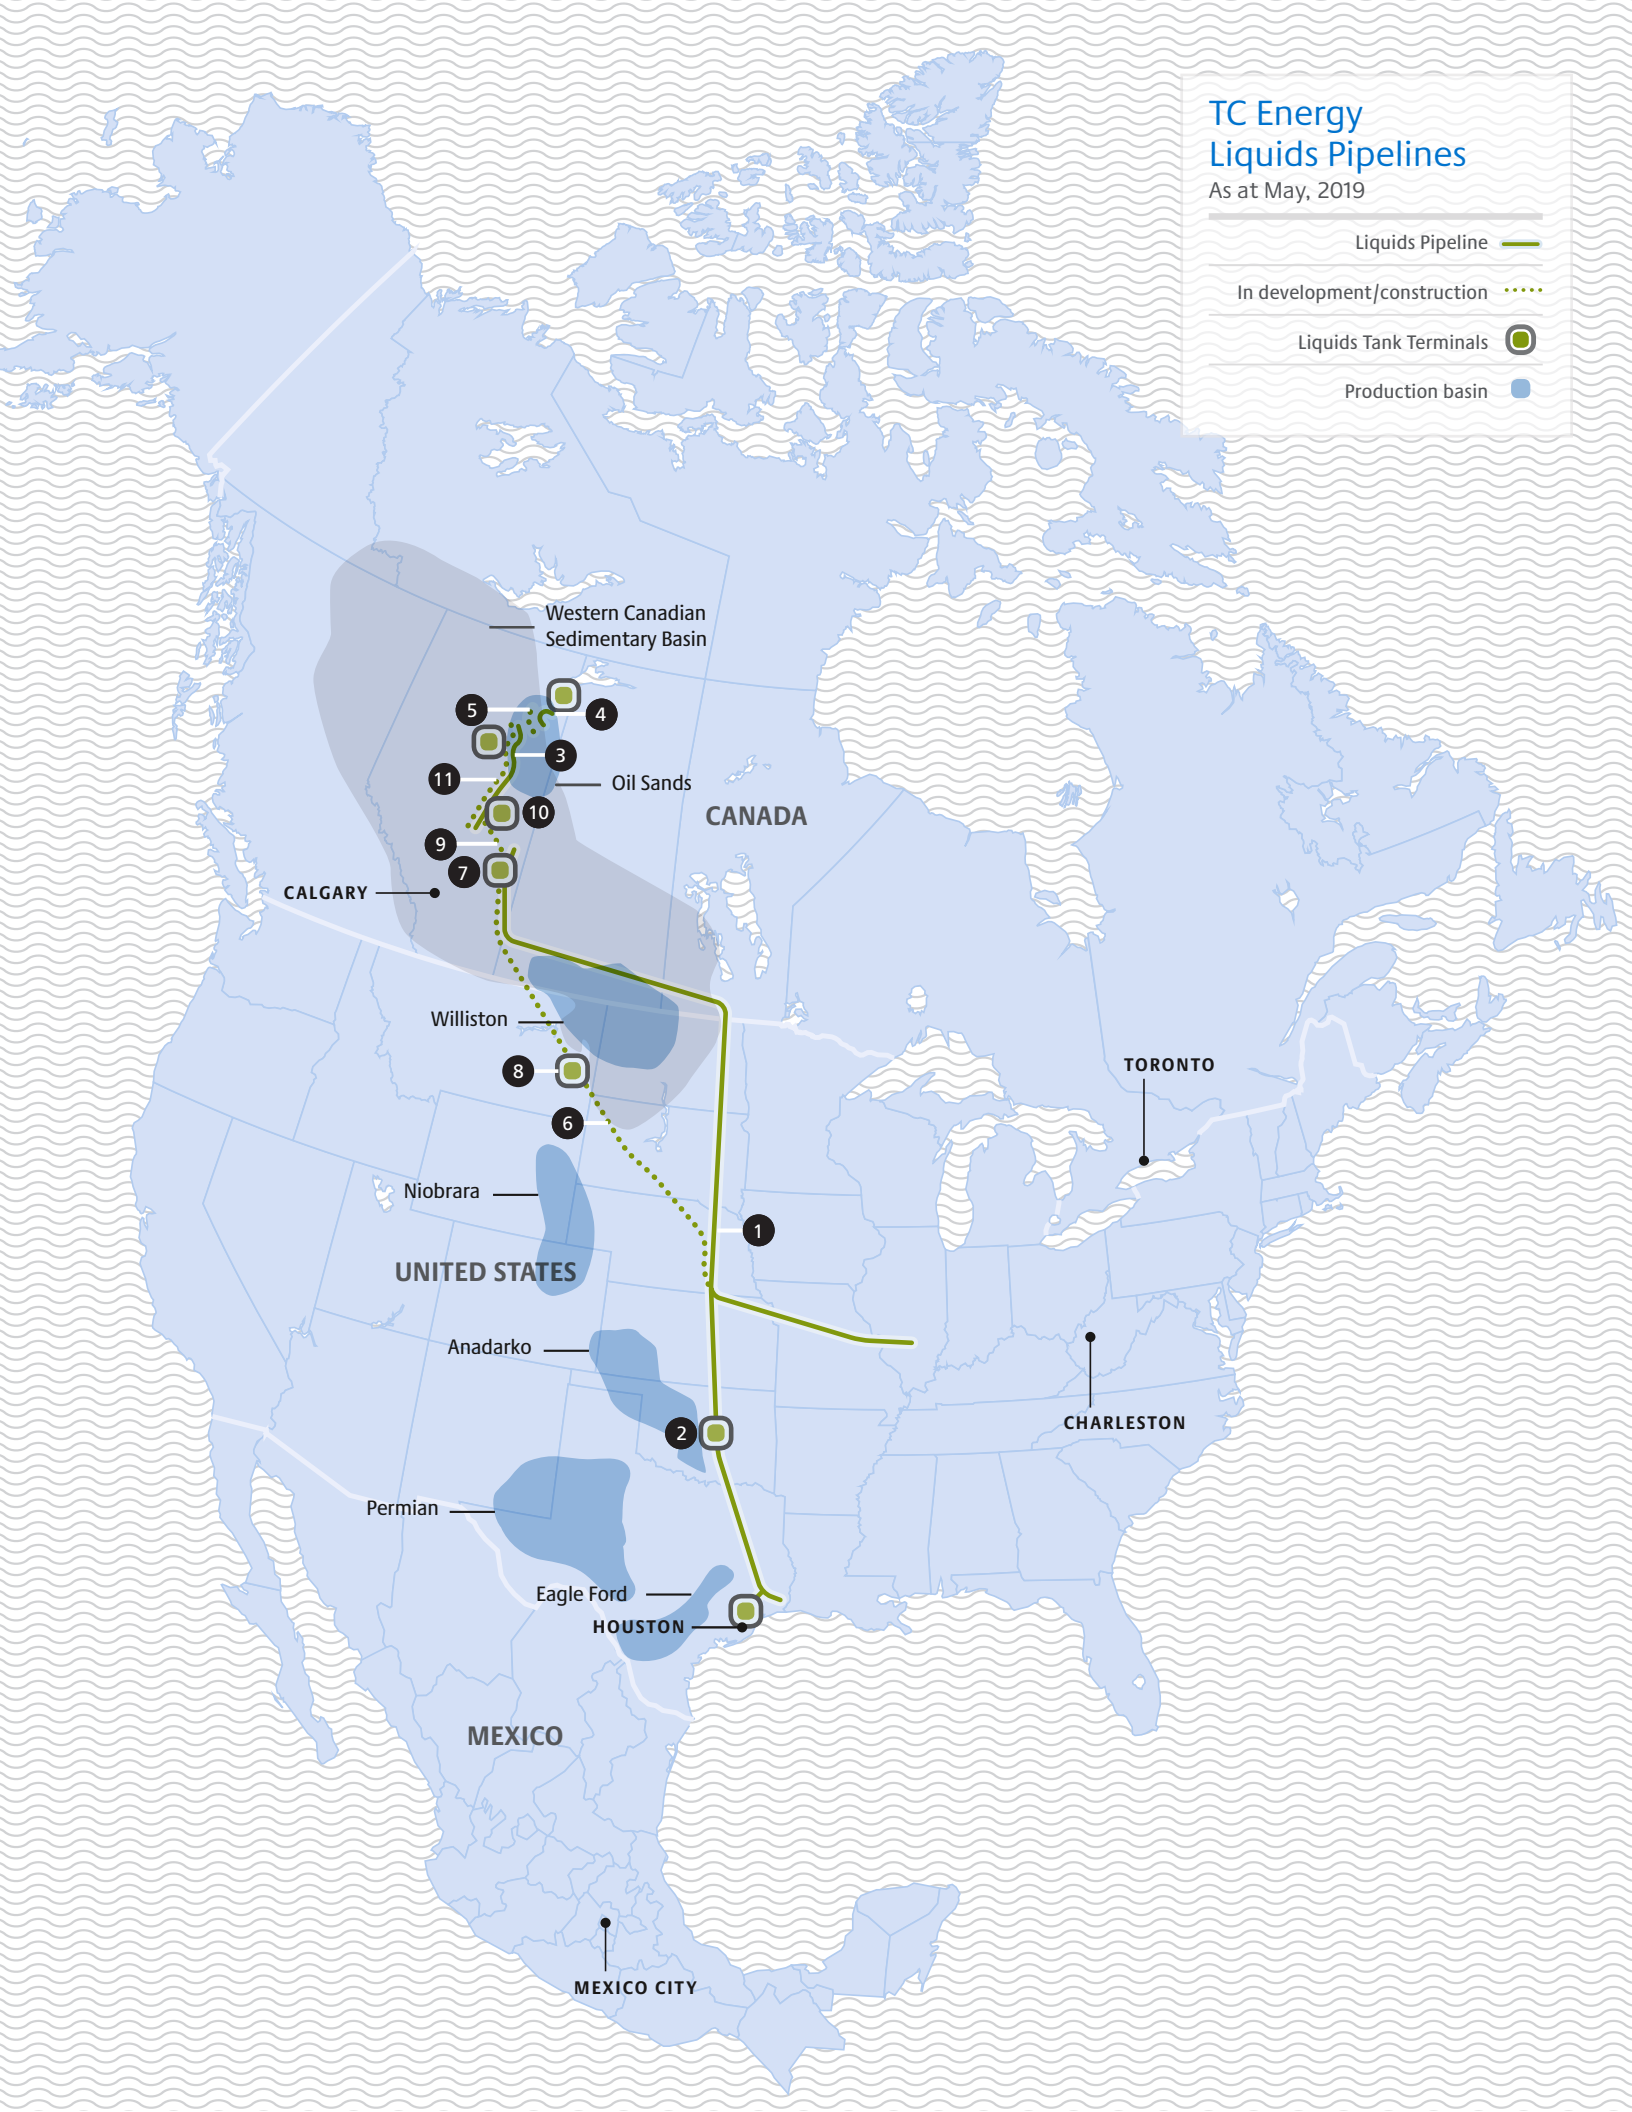 TC Energy
Liquids Pipelines
As at May, 2019
Liquids Pipeline
In development/construction
Liquids Tank Terminals
Production basin
Western Canadian
Sedimentary Basin
5
4
3
11
Oil Sands
10
CANADA
9
7
CALGARY
Williston
8
TORONTO
6
Niobrara
1
UNITED STATES
Anadarko
CHARLESTON
2
Permian
Eagle Ford
HOUSTON
MEXICO
MEXICO CITY